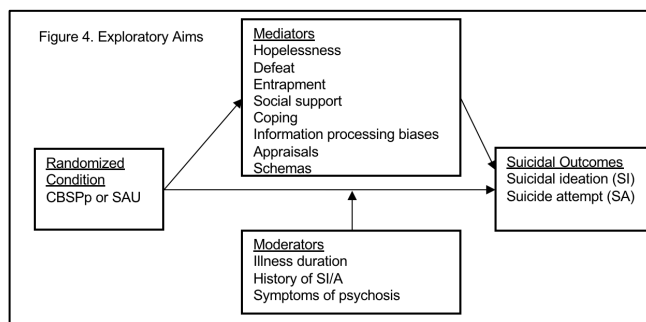 Figure 4. Exploratory Aims
Mediators
Hopelessness
Defeat
Entrapment
Social support
Coping
Information processing biases
Appraisals
Schemas
Randomized
Condition
CBSPp or SAU
Suicidal Outcomes
Suicidal ideation (SI)
Suicide attempt (SA)
Moderators
Illness duration
History of SI/A
Symptoms of psychosis